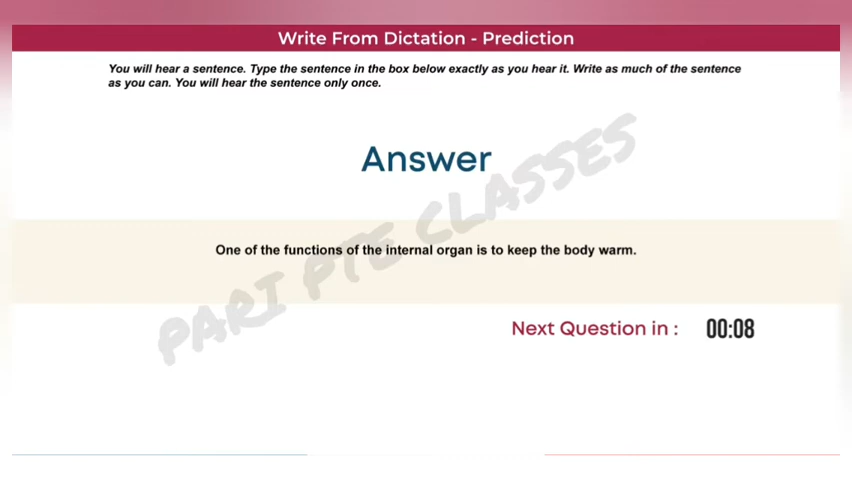 Write From Dictation - Prediction
You will hear a sentence. Type the sentence in the box below exactly as you hear it. Write as much of the sentence
as you can. You will hear the sentence only once.
Answer
PARI PTE CLASSES
One of the functions of the internal organ is to keep the body warm.
Next Question in : 00:08